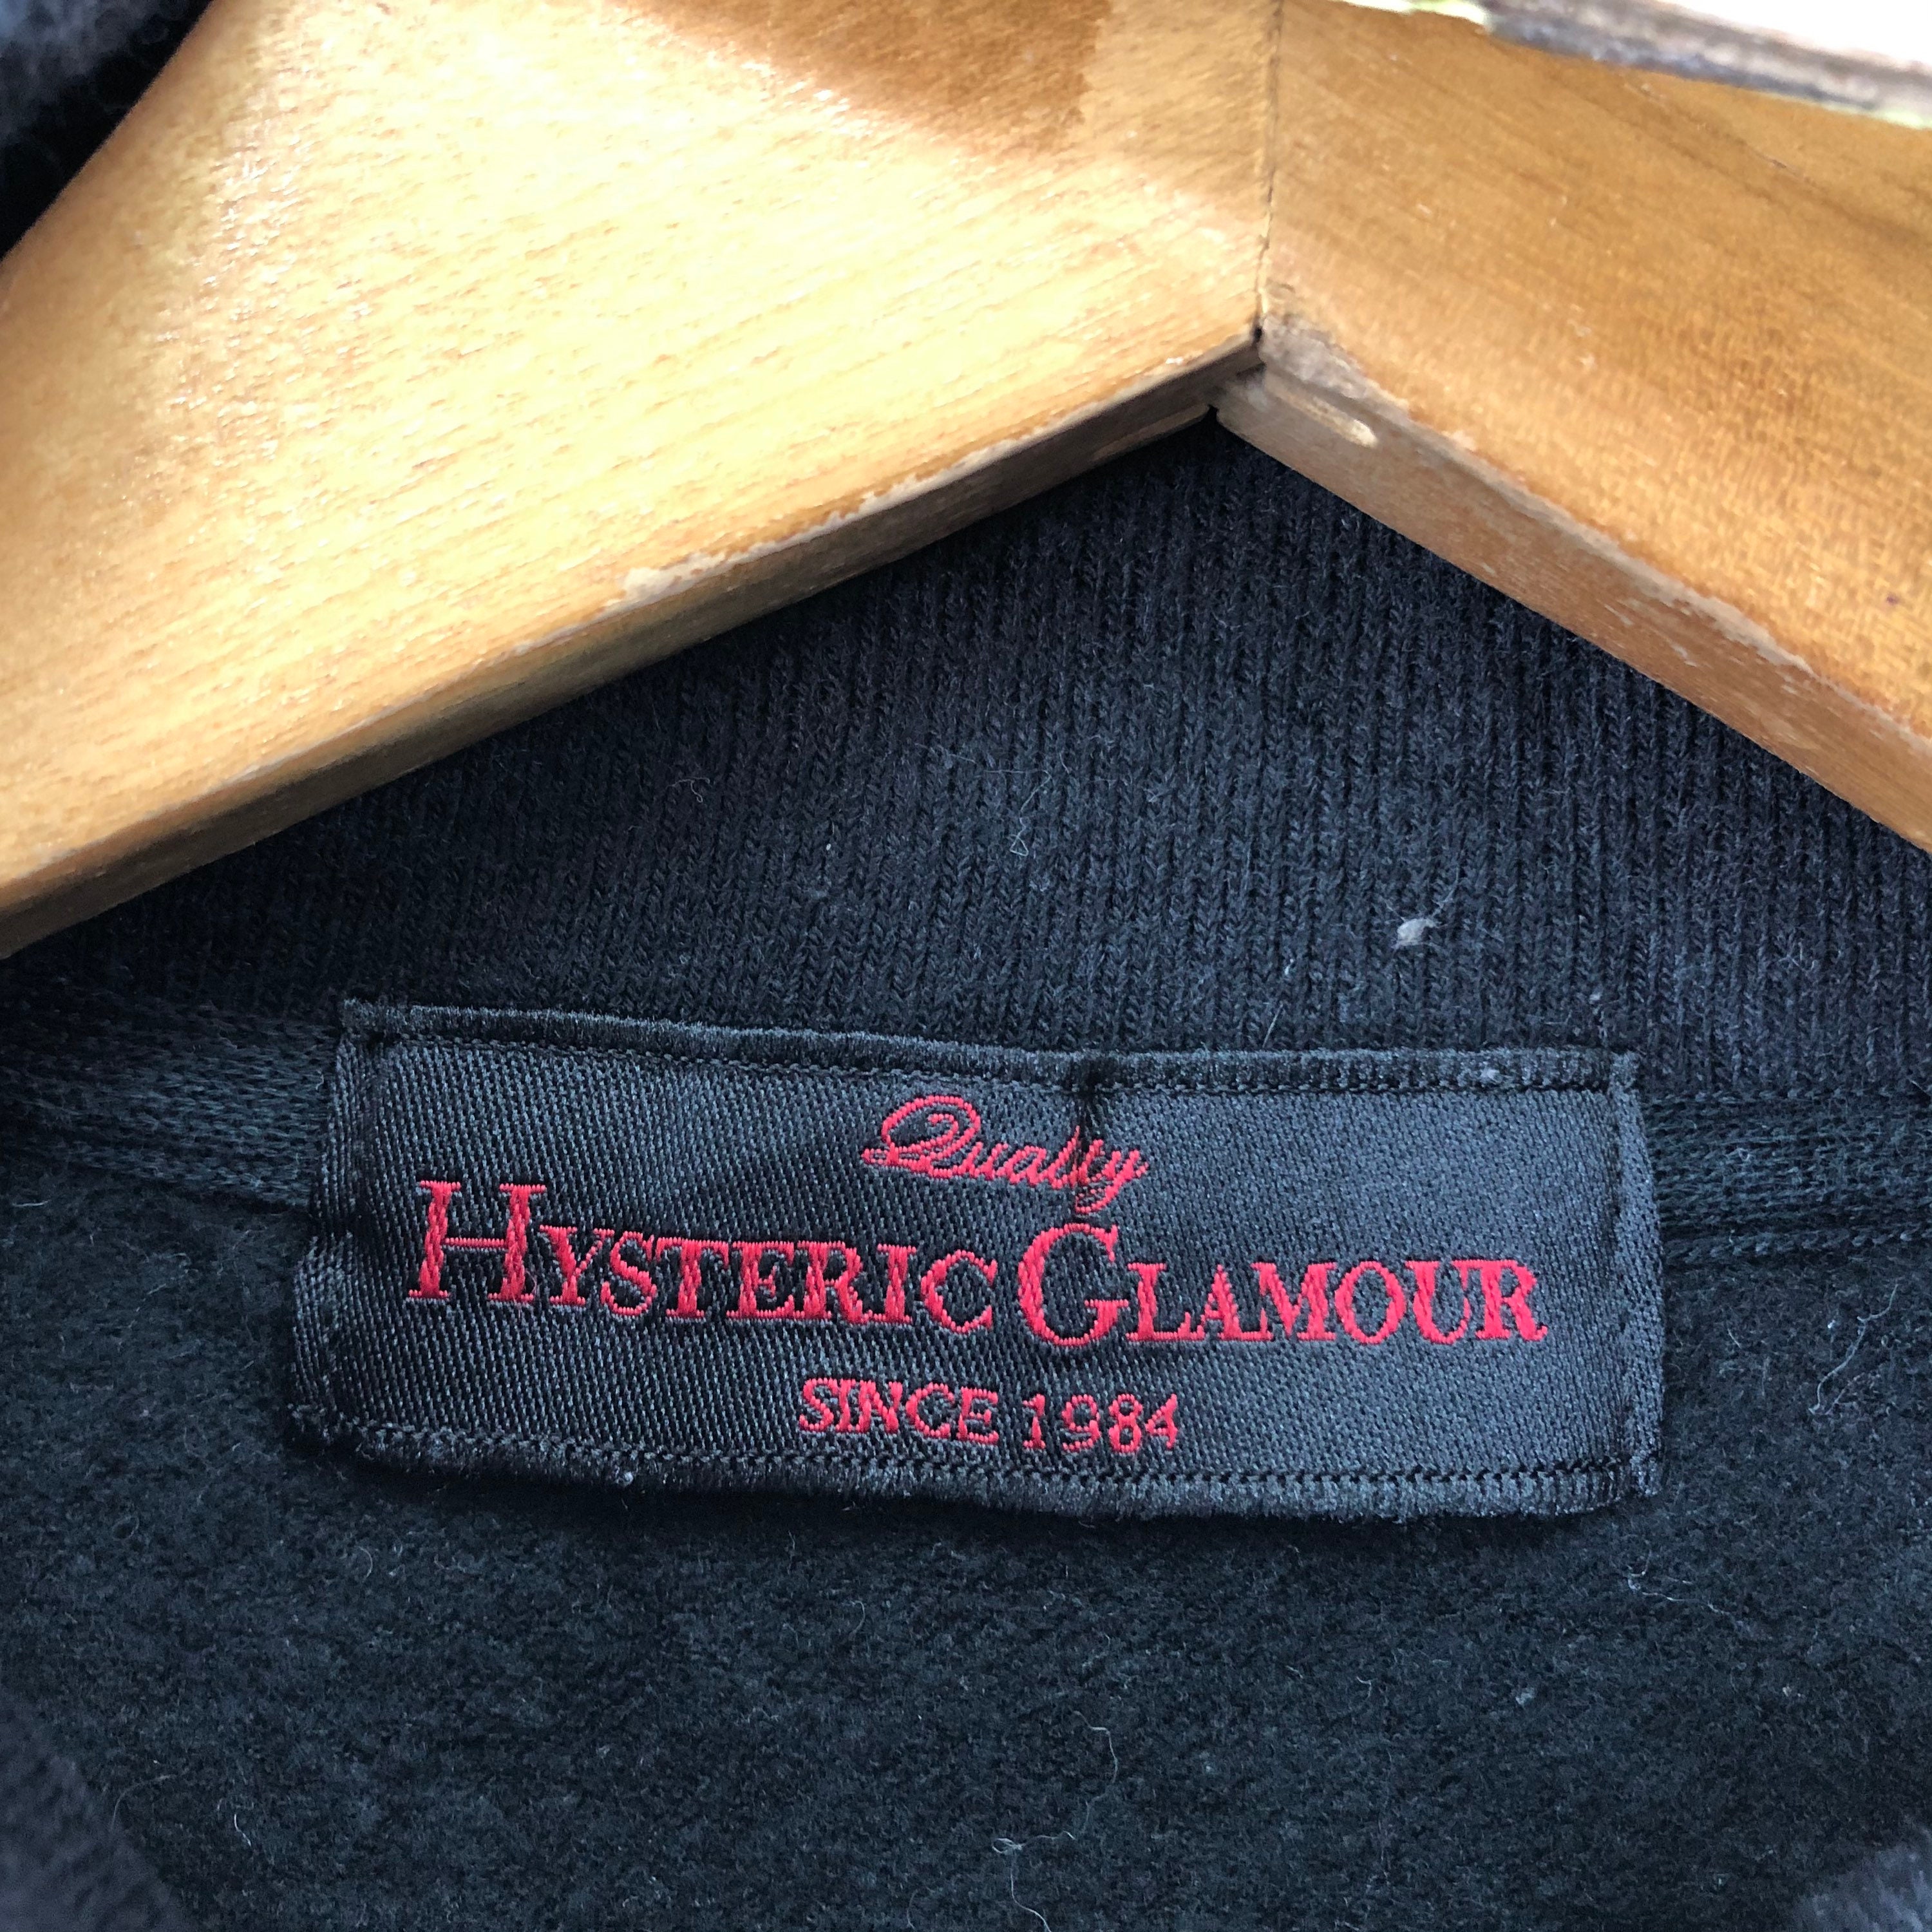 Quality
HYSTERIC GLAMOUR
SINCE 1984